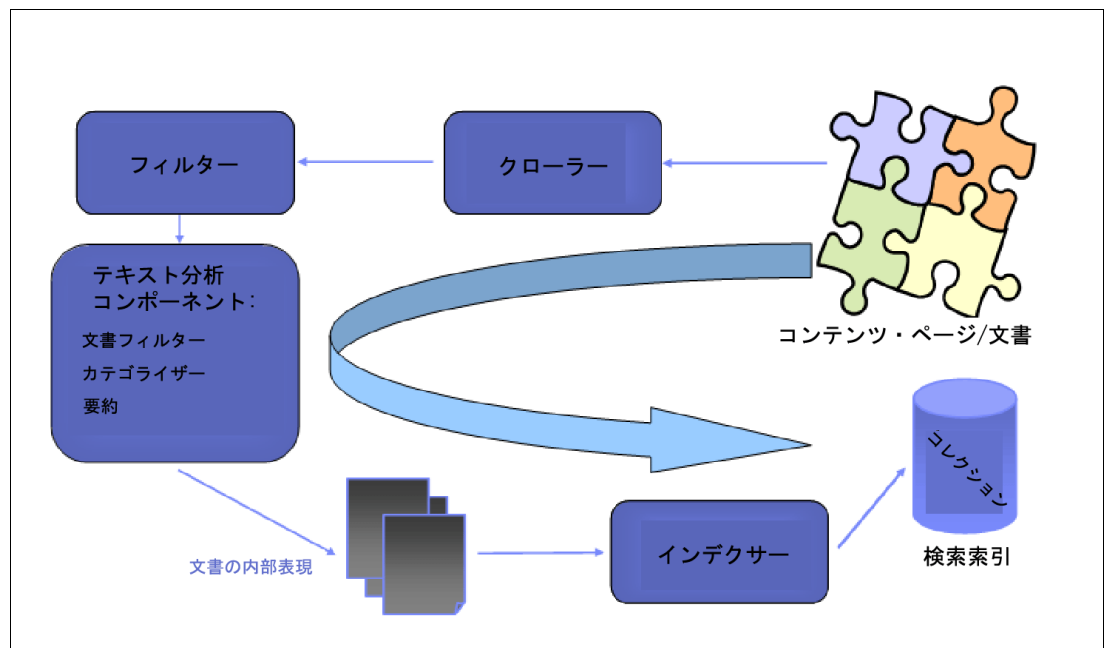 フィルター
クローラー
テキスト分析
コンポーネント:
文書フィルター
カテゴライザー
要約
コンテンツ・ページ/文書
コレクション
文書の内部表現
インデクサー
検索索引